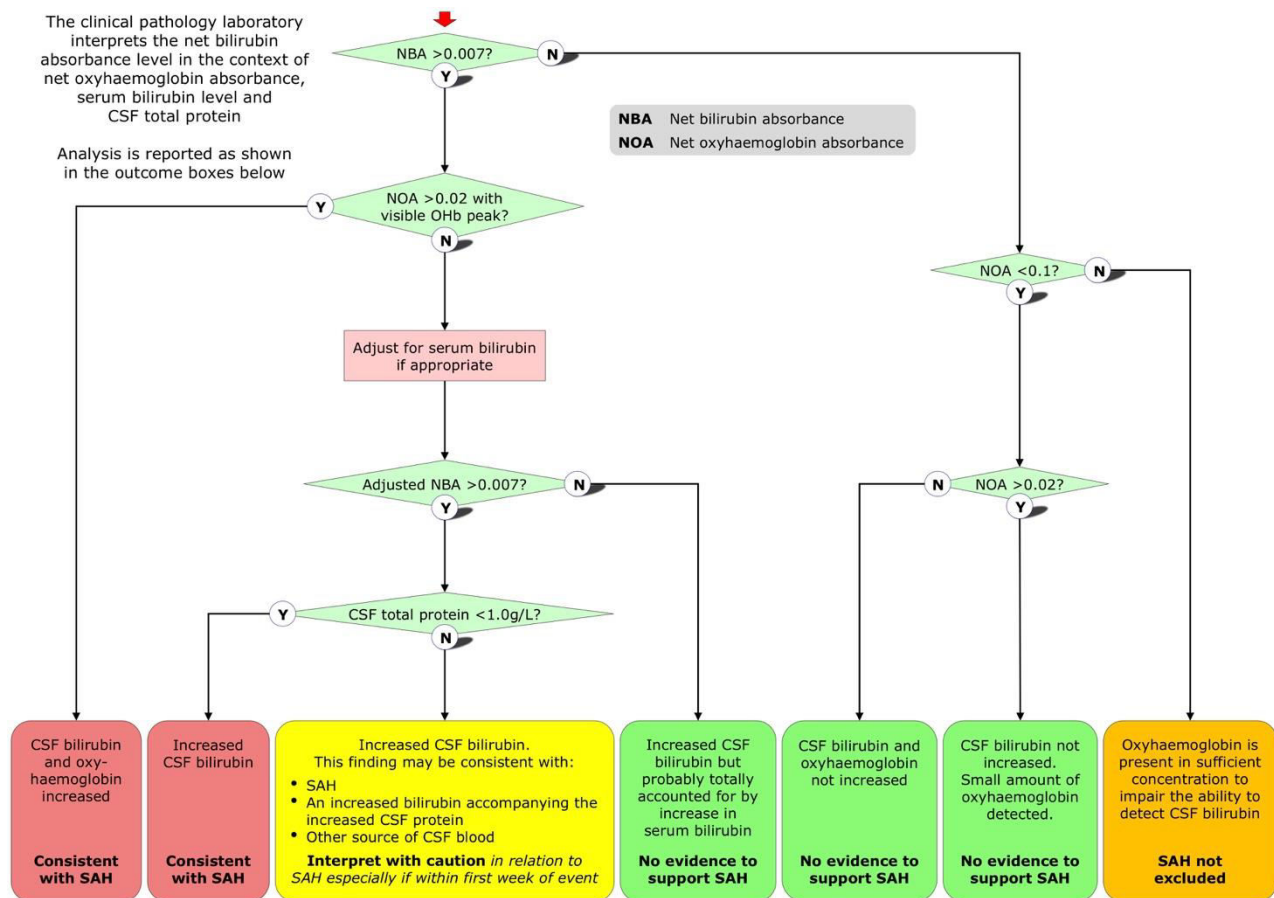 The clinical pathology laboratory
interprets the net bilirubin
absorbance level in the context of
net oxyhaemoglobin absorbance,
serum bilirubin level and
CSF total protein
Analysis is reported as shown
in the outcome boxes below
NBA >0.007?
N
Y
NBA Net bilirubin absorbance
NOA Net oxyhaemoglobin absorbance
Y
NOA >0.02 with
visible OHb peak?
N
NOA <0.1?
N
Y
Adjust for serum bilirubin
if appropriate
Adjusted NBA >0.007?
N
Y
N
NOA >0.02?
Y
Y
CSF total protein <1.0g/L?
N
CSF bilirubin
and oxy-
haemoglobin
increased
Consistent
with SAH
Increased
CSF bilirubin
Consistent
with SAH
Increased CSF bilirubin.
This finding may be consistent with:
• SAH
• An increased bilirubin accompanying the
increased CSF protein
• Other source of CSF blood
Interpret with caution in relation to
SAH especially if within first week of event
Increased CSF
bilirubin but
probably totally
accounted for by
increase in
serum bilirubin
No evidence to
support SAH
CSF bilirubin and
oxyhaemoglobin
not increased
No evidence to
support SAH
CSF bilirubin not
increased.
Small amount of
oxyhaemoglobin
detected.
No evidence to
support SAH
Oxyhaemoglobin is
present in sufficient
concentration to
impair the ability to
detect CSF bilirubin
SAH not
excluded